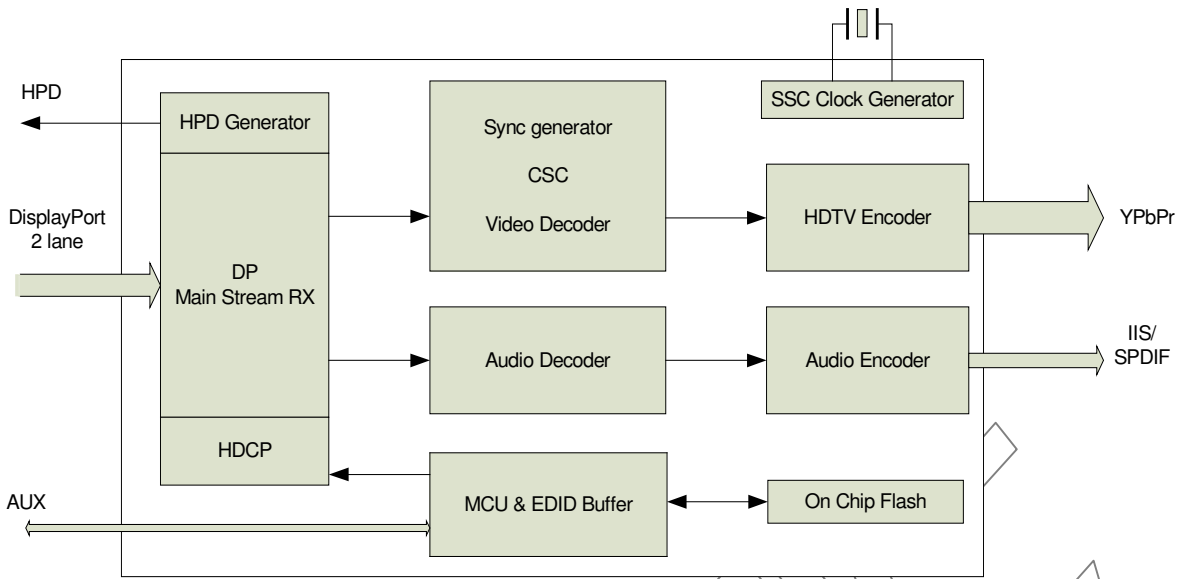 SSC Clock Generator
HPD
HPD Generator
Sync generator
CSC
Video Decoder
DisplayPort
2 lane
HDTV Encoder
YPbPr
DP
Main Stream RX
Audio Decoder
Audio Encoder
IIS/
SPDIF
HDCP
AUX
MCU & EDID Buffer
On Chip Flash